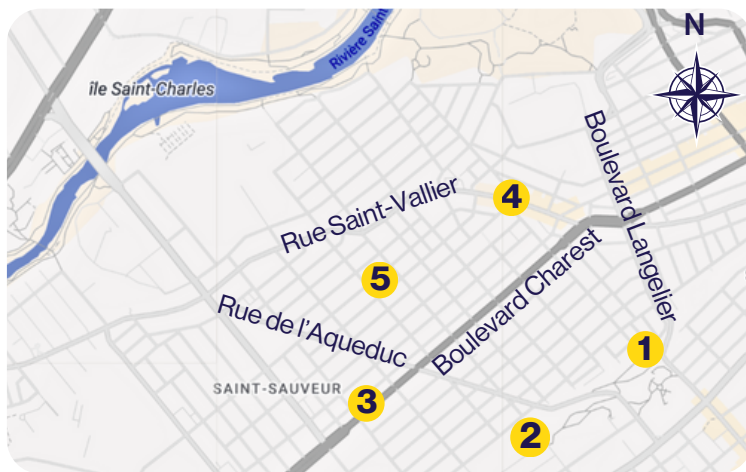 N
Rivière Saint
île Saint-Charles
Boulevard Langelier
Rue Saint-Vallier
4
Boulevard Charest
5
Rue de l'Aqueduc
1
SAINT-SAUVEUR
3
2